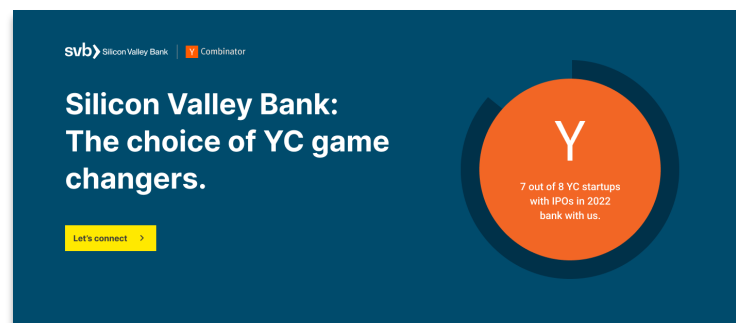 svb Silicon Valley Bank Y Combinator
Silicon Valley Bank:
The choice of YC game
changers.
Let's connect
Y
7 out of 8 YC startups
with IPOs in 2022
bank with us.